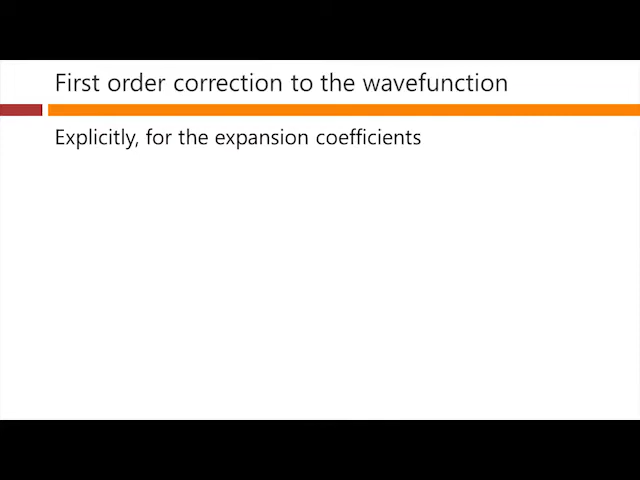 First order correction to the wavefunction
Explicitly, for the expansion coefficients